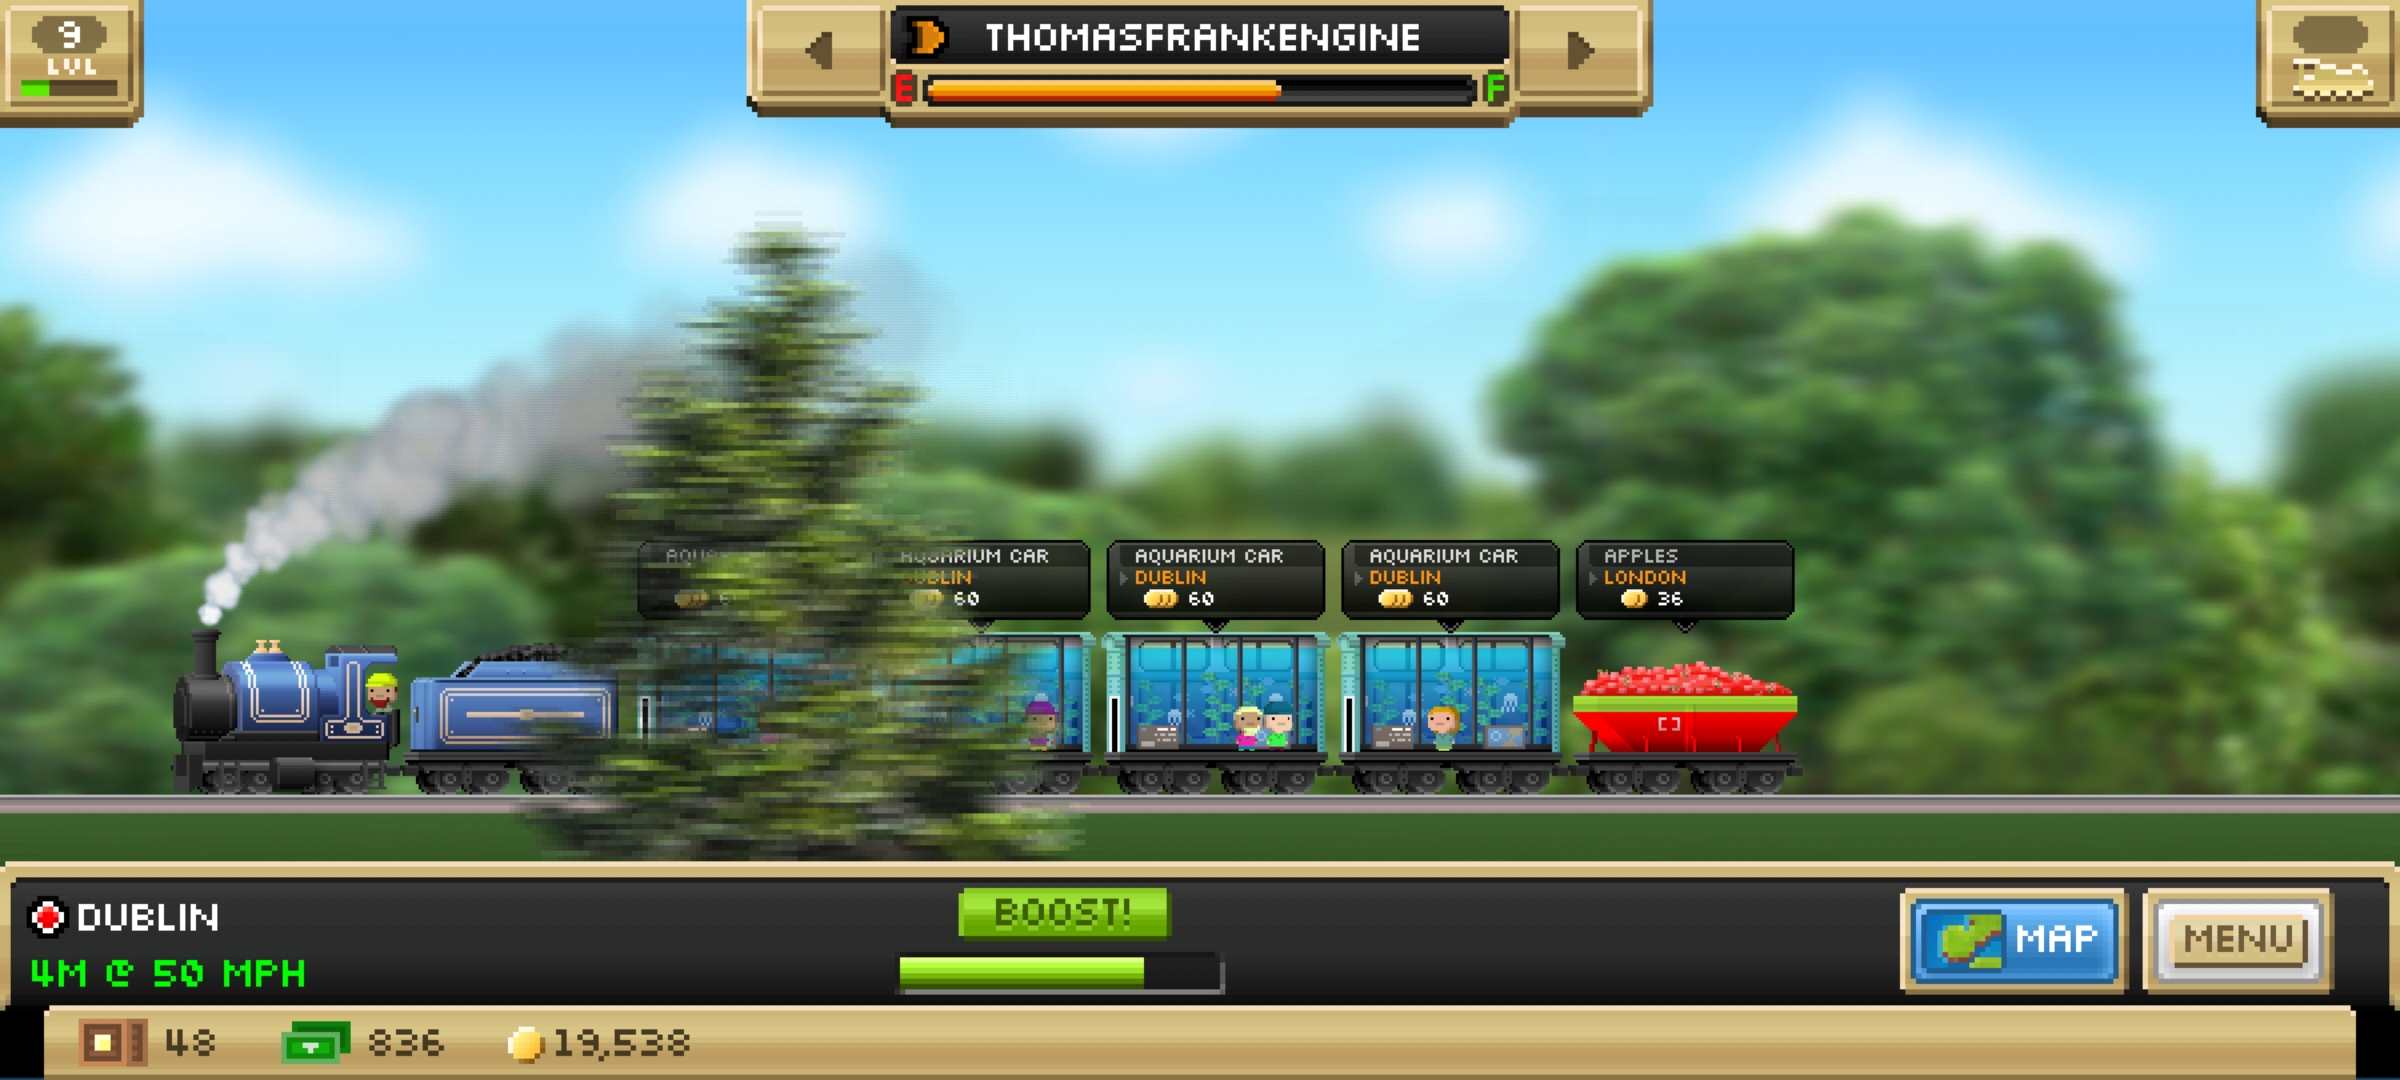 9
LVL
THOMASFRANKENGINE
E F
AQUARIUM CAR
60
AQUARIUM CAR
DUBLIN
60
AQUARIUM CAR
DUBLIN
60
APPLES
LONDON
36
DUBLIN
4M @ 50 MPH
BOOST!
MAP
MENU
48
836
19,538